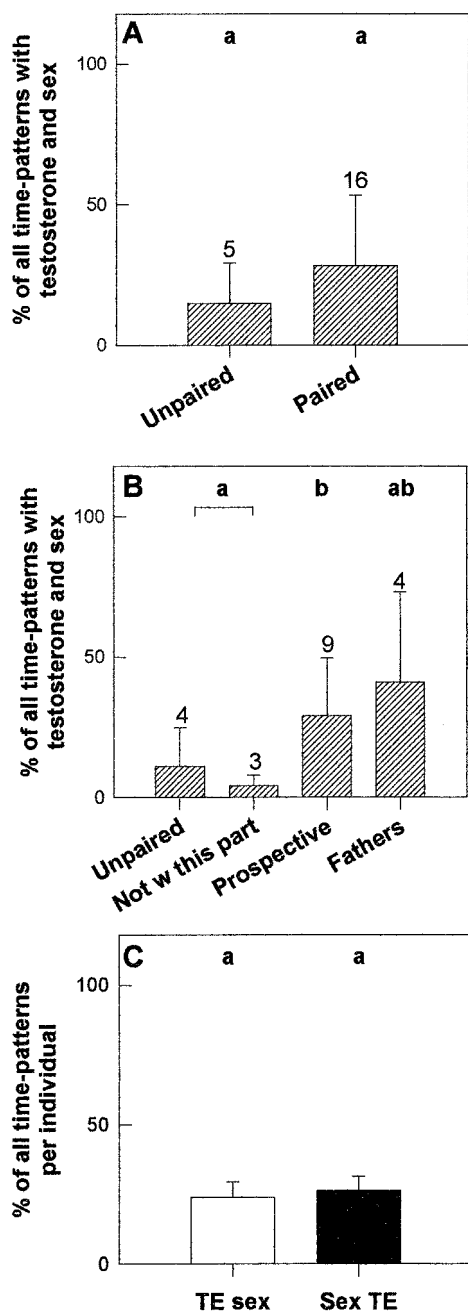 A a a
% of all time-patterns with
testosterone and sex
100
50
0
5
16
Unpaired
Paired
B a b ab
% of all time-patterns with
testosterone and sex
100
50
0
4
3
9
4
Unpaired
Not w this part
Prospective
Fathers
C a a
% of all time-patterns
per individual
100
50
0
TE sex
Sex TE